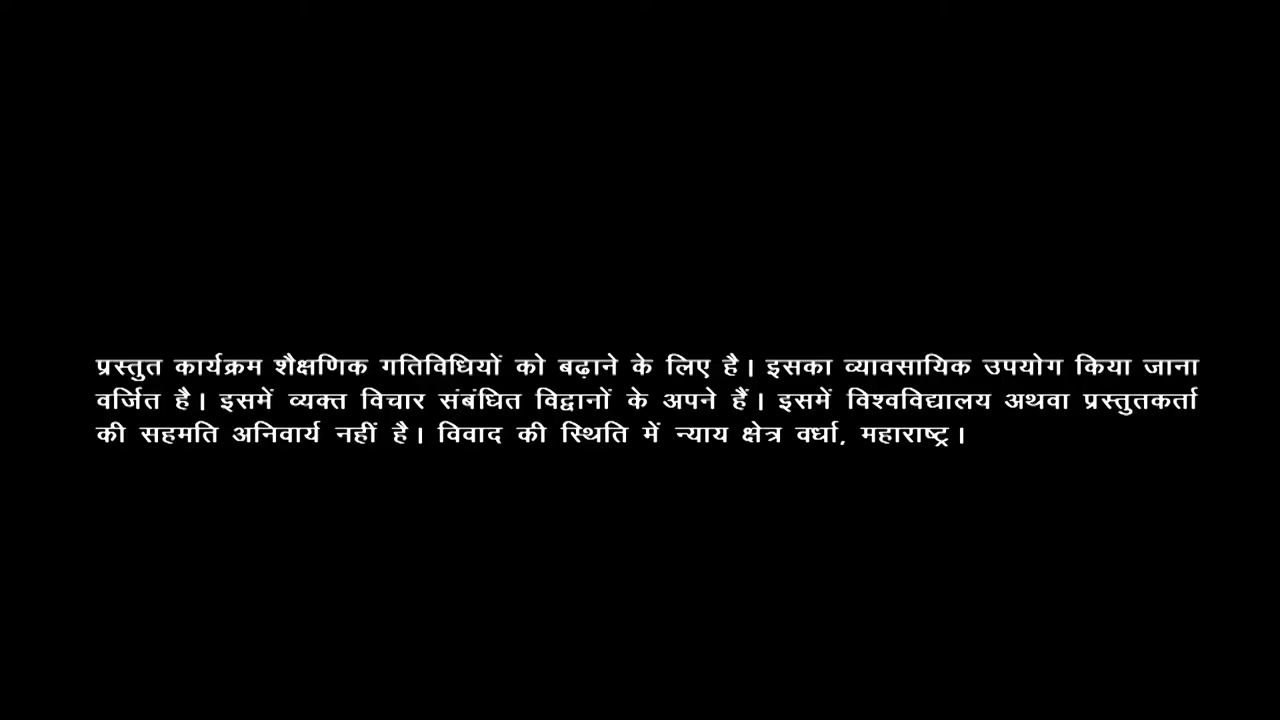 प्रस्तुत कार्यक्रम शैक्षणिक गतिविधियों को बढ़ाने के लिए है। इसका व्यावसायिक उपयोग किया जाना
वर्जित है। इसमें व्यक्त विचार संबंधित विद्वानों के अपने हैं। इसमें विश्वविद्यालय अथवा प्रस्तुतकर्ता
की सहमति अनिवार्य नहीं है। विवाद की स्थिति में न्याय क्षेत्र वर्धा, महाराष्ट्र।